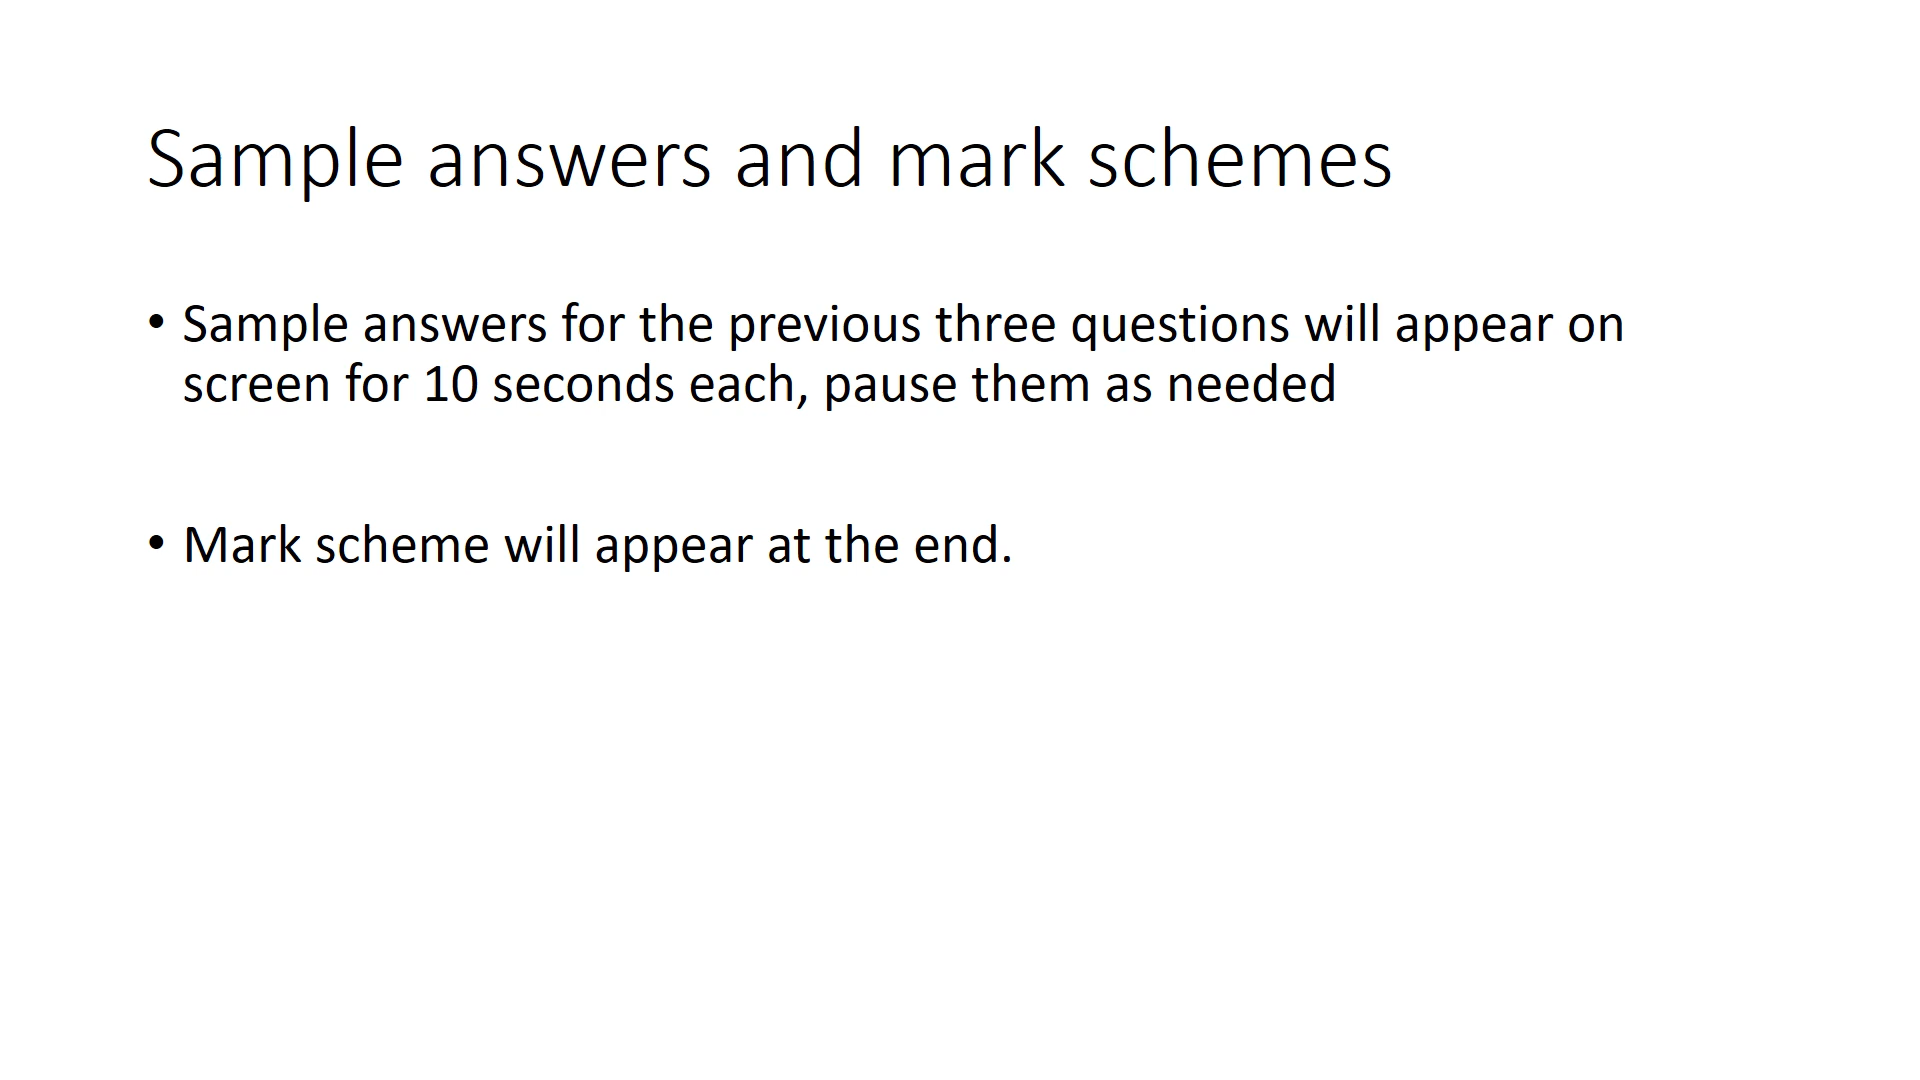 Sample answers and mark schemes
• Sample answers for the previous three questions will appear on
screen for 10 seconds each, pause them as needed
• Mark scheme will appear at the end.